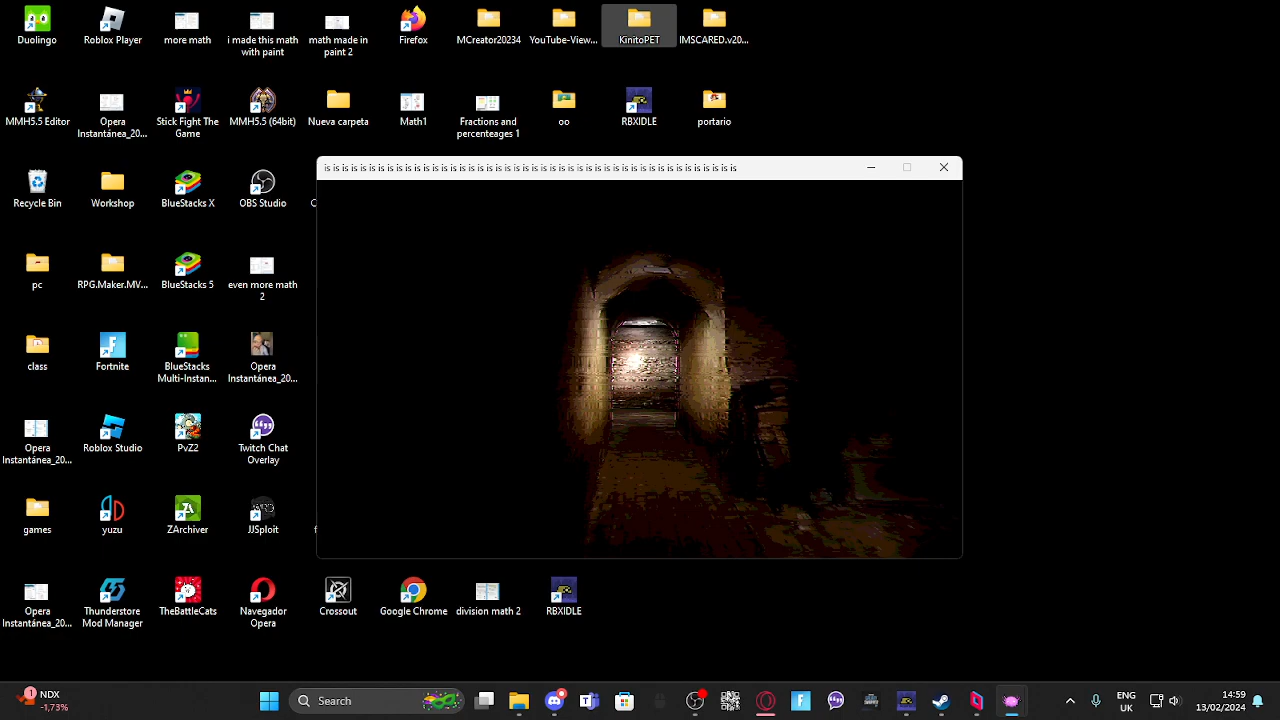 Duolingo
Roblox Player
more math
i made this math
with paint
math made in
paint 2
Firefox
MCreator20234
YouTube-View...
KinitoPET
IMSCARED.v20...
MMH5.5 Editor
Opera
Instantánea_20...
Stick Fight The
Game
MMH5.5 (64bit)
Nueva carpeta
Math1
Fractions and
percenteages 1
oo
RBXIDLE
portario
is is is is is is is is is is is is is is is is is is is is is is is is is is is is is is is is is is is is is is is is is is is is is is
Recycle Bin
Workshop
BlueStacks X
OBS Studio
pc
RPG.Maker.MV...
BlueStacks 5
even more math
2
class
Fortnite
BlueStacks
Multi-Instan...
Opera
Instantánea_20...
Opera
Instantánea_20...
Roblox Studio
PvZ2
Twitch Chat
Overlay
games
yuzu
ZArchiver
JJSploit
Opera
Instantánea_20...
Thunderstore
Mod Manager
TheBattleCats
Navegador
Opera
Crossout
Google Chrome
division math 2
RBXIDLE
1
NDX
-1,73%
Search
ENG
UK
14:59
13/02/2024